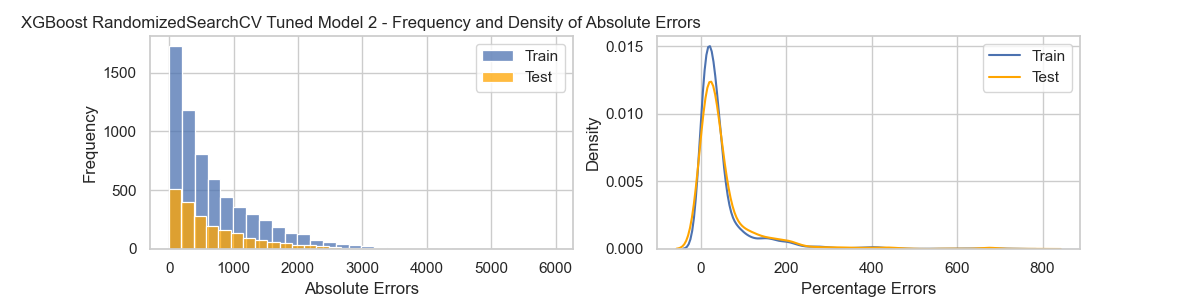 XGBoost RandomizedSearchCV Tuned Model 2 - Frequency and Density of Absolute Errors
Frequency
1500
1000
500
0
0 1000 2000 3000 4000 5000 6000
Absolute Errors
Train
Test
Density
0.015
0.010
0.005
0.000
0 200 400 600 800
Percentage Errors
Train
Test